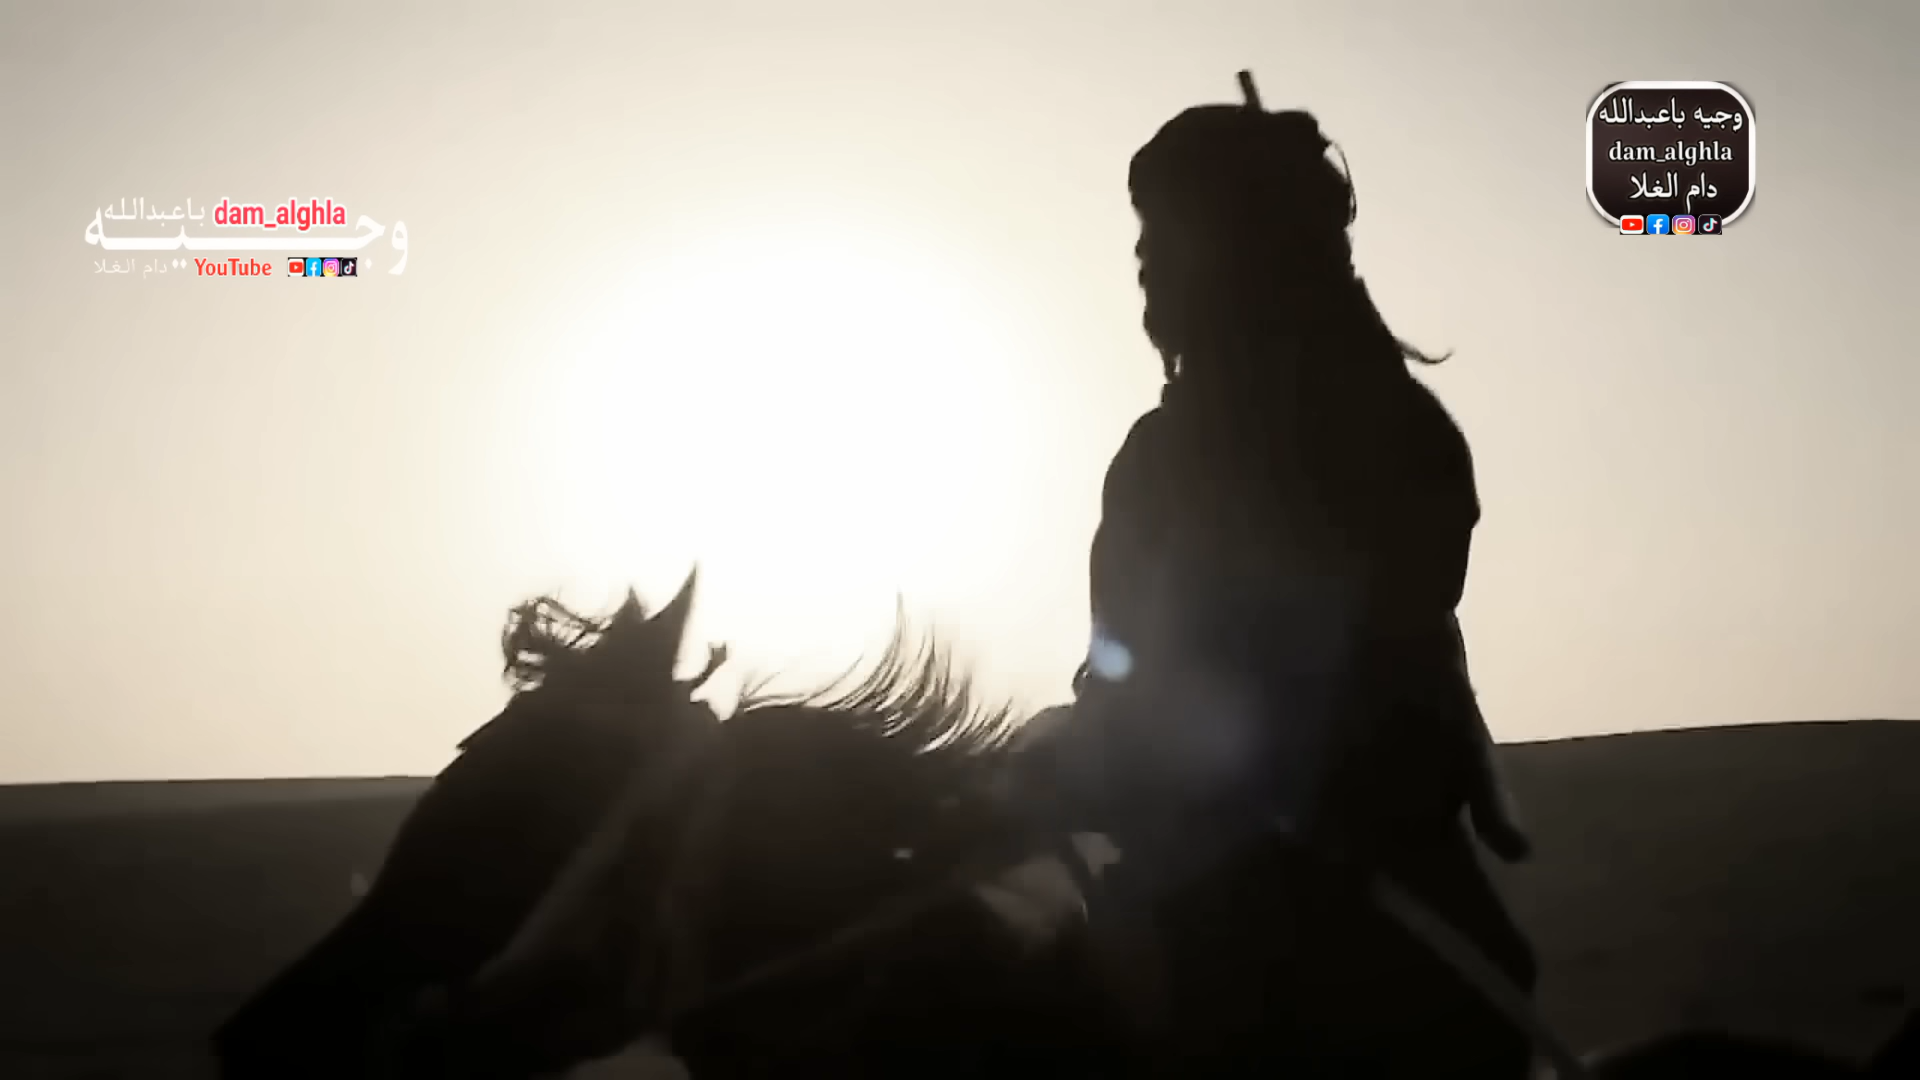 باعبدالله dam_alghla
وجيه
دام الغلا •• YouTube
وجيه باعبدالله
dam_alghla
دام الغلا